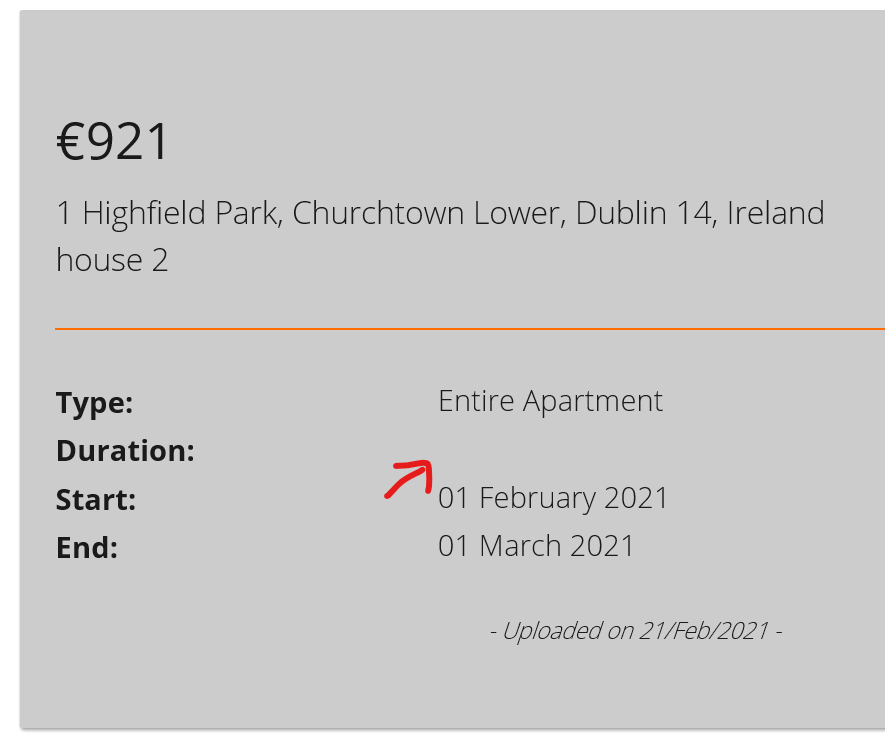 €921
1 Highfield Park, Churchtown Lower, Dublin 14, Ireland
house 2
Type: Entire Apartment
Duration:
Start: 01 February 2021
End: 01 March 2021
- Uploaded on 21/Feb/2021 -